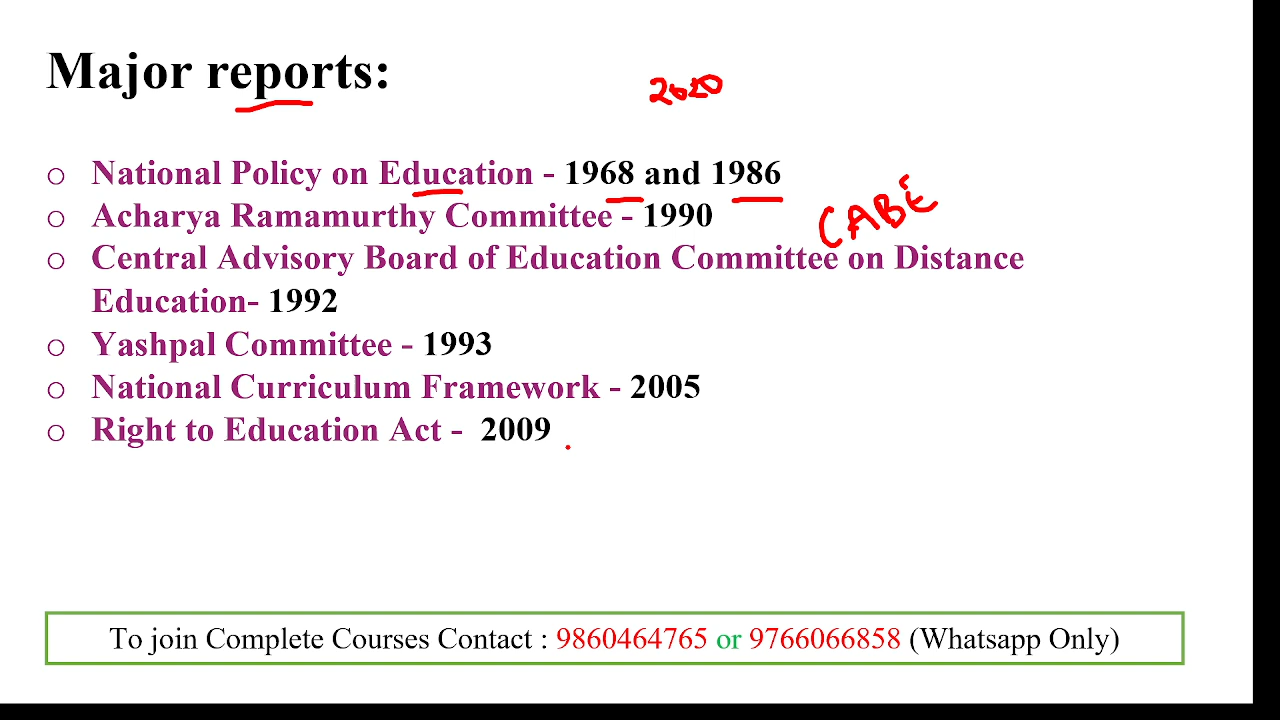 Major reports:
2020
○ National Policy on Education - 1968 and 1986
○ Acharya Ramamurthy Committee - 1990
CABE
○ Central Advisory Board of Education Committee on Distance
Education- 1992
○ Yashpal Committee - 1993
○ National Curriculum Framework - 2005
○ Right to Education Act - 2009
To join Complete Courses Contact : 9860464765 or 9766066858 (Whatsapp Only)